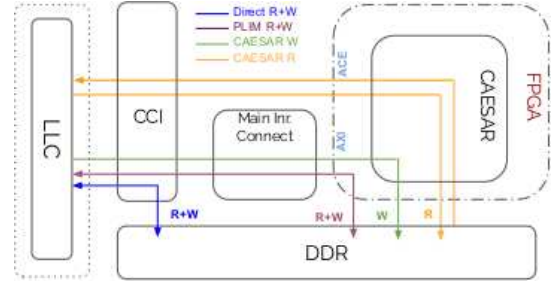 Direct R+W
PLIM R+W
CAESAR W
CAESAR R
LLC
CCI
Main Inr.
Connect
ACE
AXI
CAESAR
FPGA
R+W
R+W
W
R
DDR